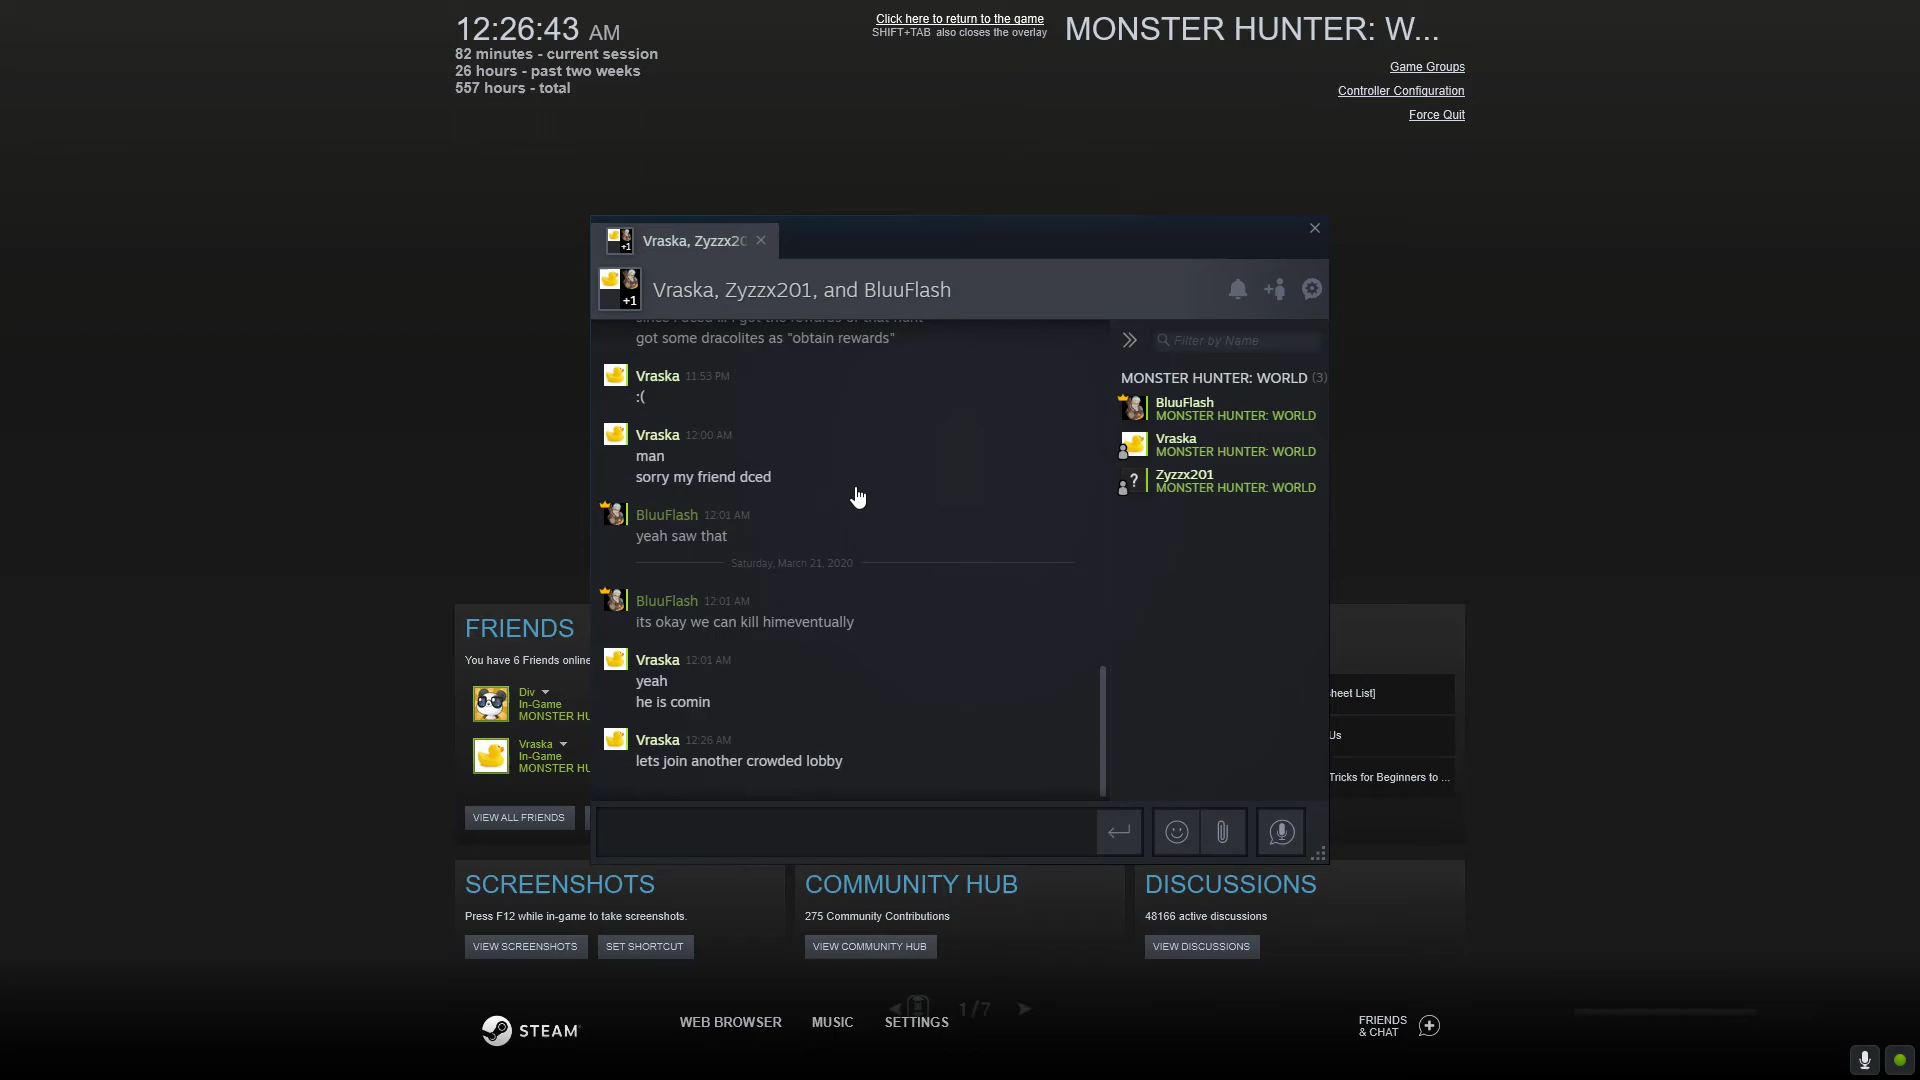 12:26:43 AM
82 minutes - current session
26 hours - past two weeks
557 hours - total
Click here to return to the game
SHIFT+TAB also closes the overlay
MONSTER HUNTER: W...
Game Groups
Controller Configuration
Force Quit
+1
Vraska, Zyzzx20
+1
Vraska, Zyzzx201, and BluuFlash
got some dracolites as "obtain rewards"
Vraska 11:53 PM
:(
Vraska 12:00 AM
man
sorry my friend dced
BluuFlash 12:01 AM
yeah saw that
Saturday, March 21, 2020
BluuFlash 12:01 AM
its okay we can kill himeventually
Vraska 12:01 AM
yeah
he is comin
Vraska 12:26 AM
lets join another crowded lobby
Filter by Name
MONSTER HUNTER: WORLD (3)
BluuFlash
MONSTER HUNTER: WORLD
Vraska
MONSTER HUNTER: WORLD
?
Zyzzx201
MONSTER HUNTER: WORLD
FRIENDS
You have 6 Friends online
Div
In-Game
MONSTER HU
Vraska
In-Game
MONSTER HU
VIEW ALL FRIENDS
heet List]
Us
Tricks for Beginners to ...
SCREENSHOTS
Press F12 while in-game to take screenshots.
VIEW SCREENSHOTS
SET SHORTCUT
COMMUNITY HUB
275 Community Contributions
VIEW COMMUNITY HUB
DISCUSSIONS
48166 active discussions
VIEW DISCUSSIONS
1/7
STEAM
WEB BROWSER
MUSIC
SETTINGS
FRIENDS
& CHAT